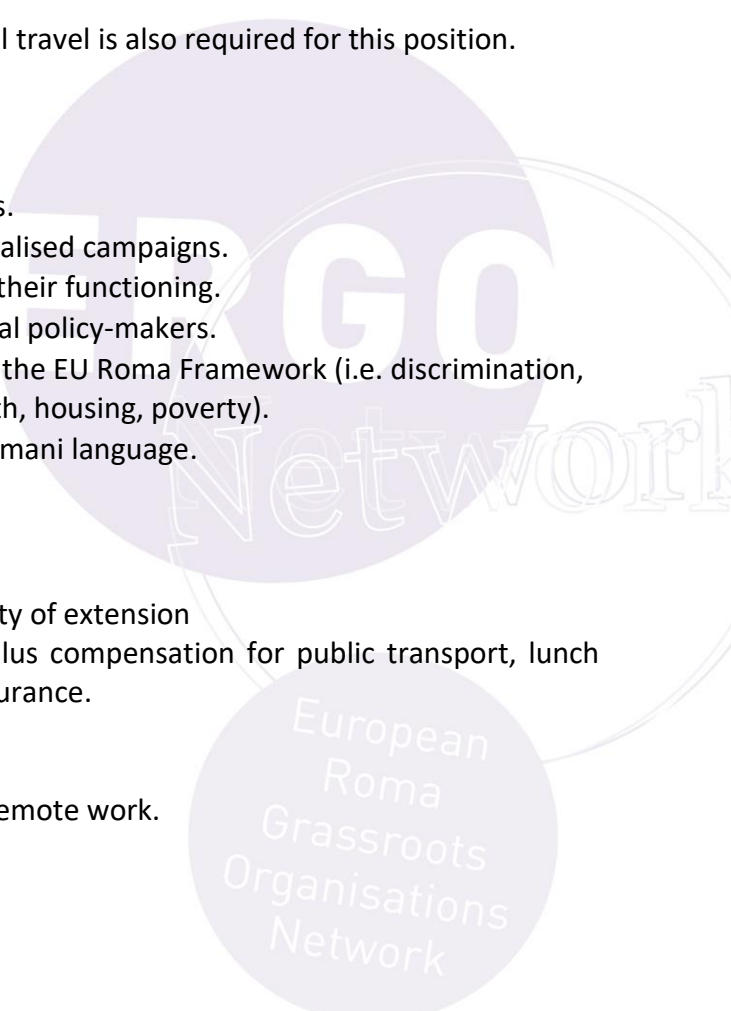 l travel is also required for this position.
s.
alised campaigns.
their functioning.
al policy-makers.
the EU Roma Framework (i.e. discrimination,
th, housing, poverty).
mani language.
ERGO
Network
ty of extension
lus compensation for public transport, lunch
urance.
emote work.
European
Roma
Grassroots
Organisations
Network